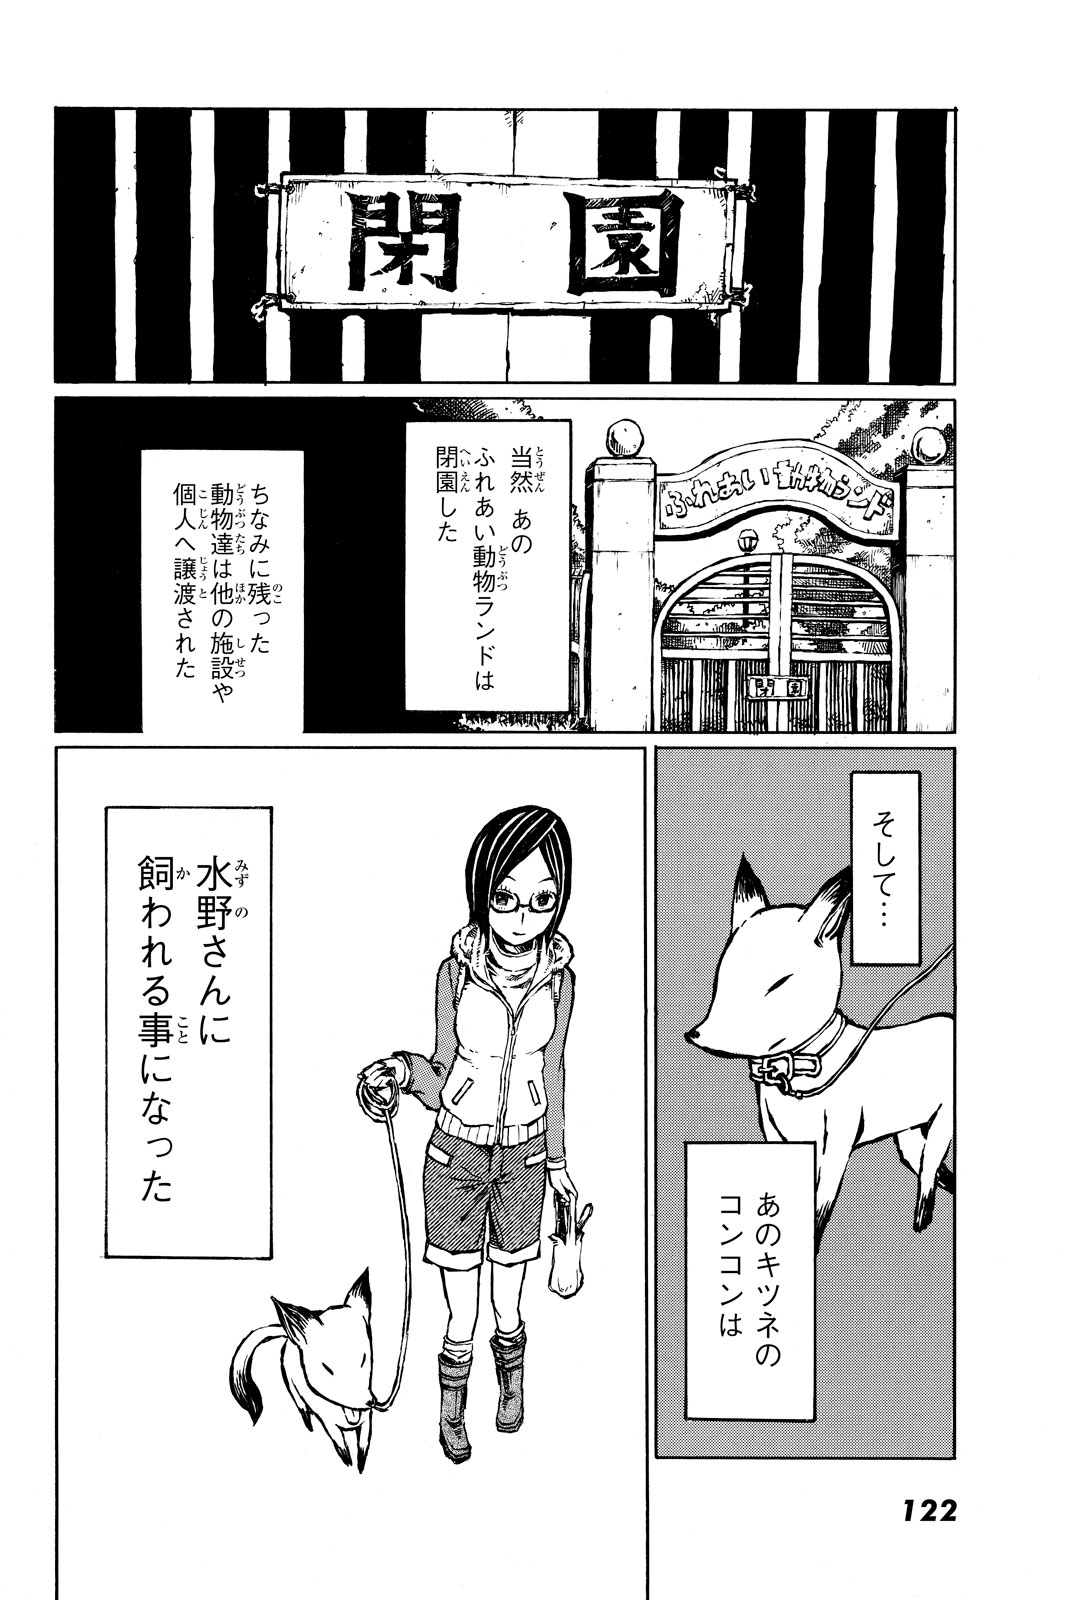 閉園
ふれあい動物ランド
閉園
当然 あの
ふれあい動物ランドは
閉園した
ちなみに残った
動物達は他の施設や
個人へ譲渡された
そして…
あのキツネの
コンコンは
水野さんに
飼われる事になった
122